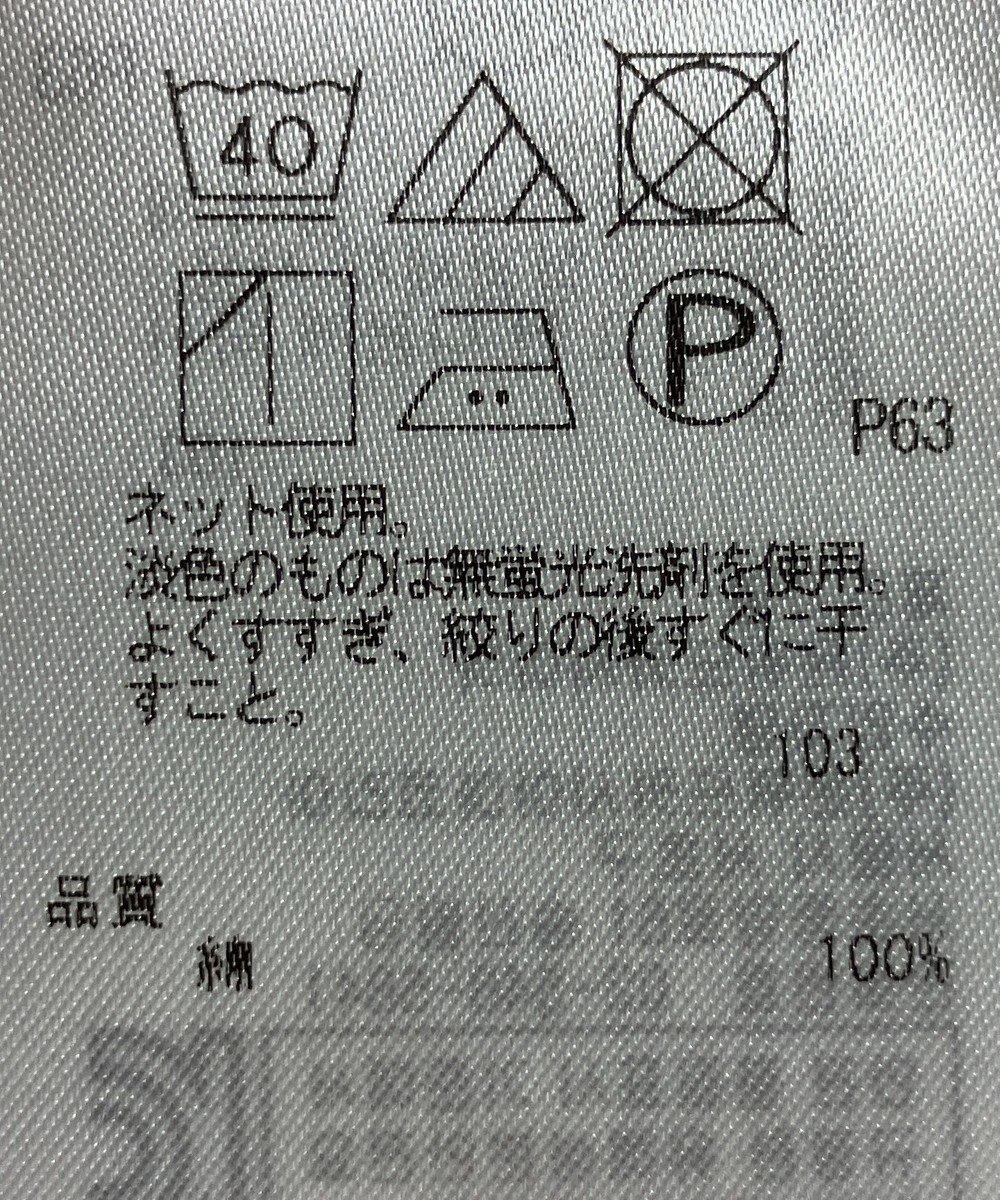 40
P
P63
ネット使用。
淡色のものは無蛍光洗剤を使用。
よくすすぎ、絞りの後すぐに干
すこと。
103
品質
綿 100%